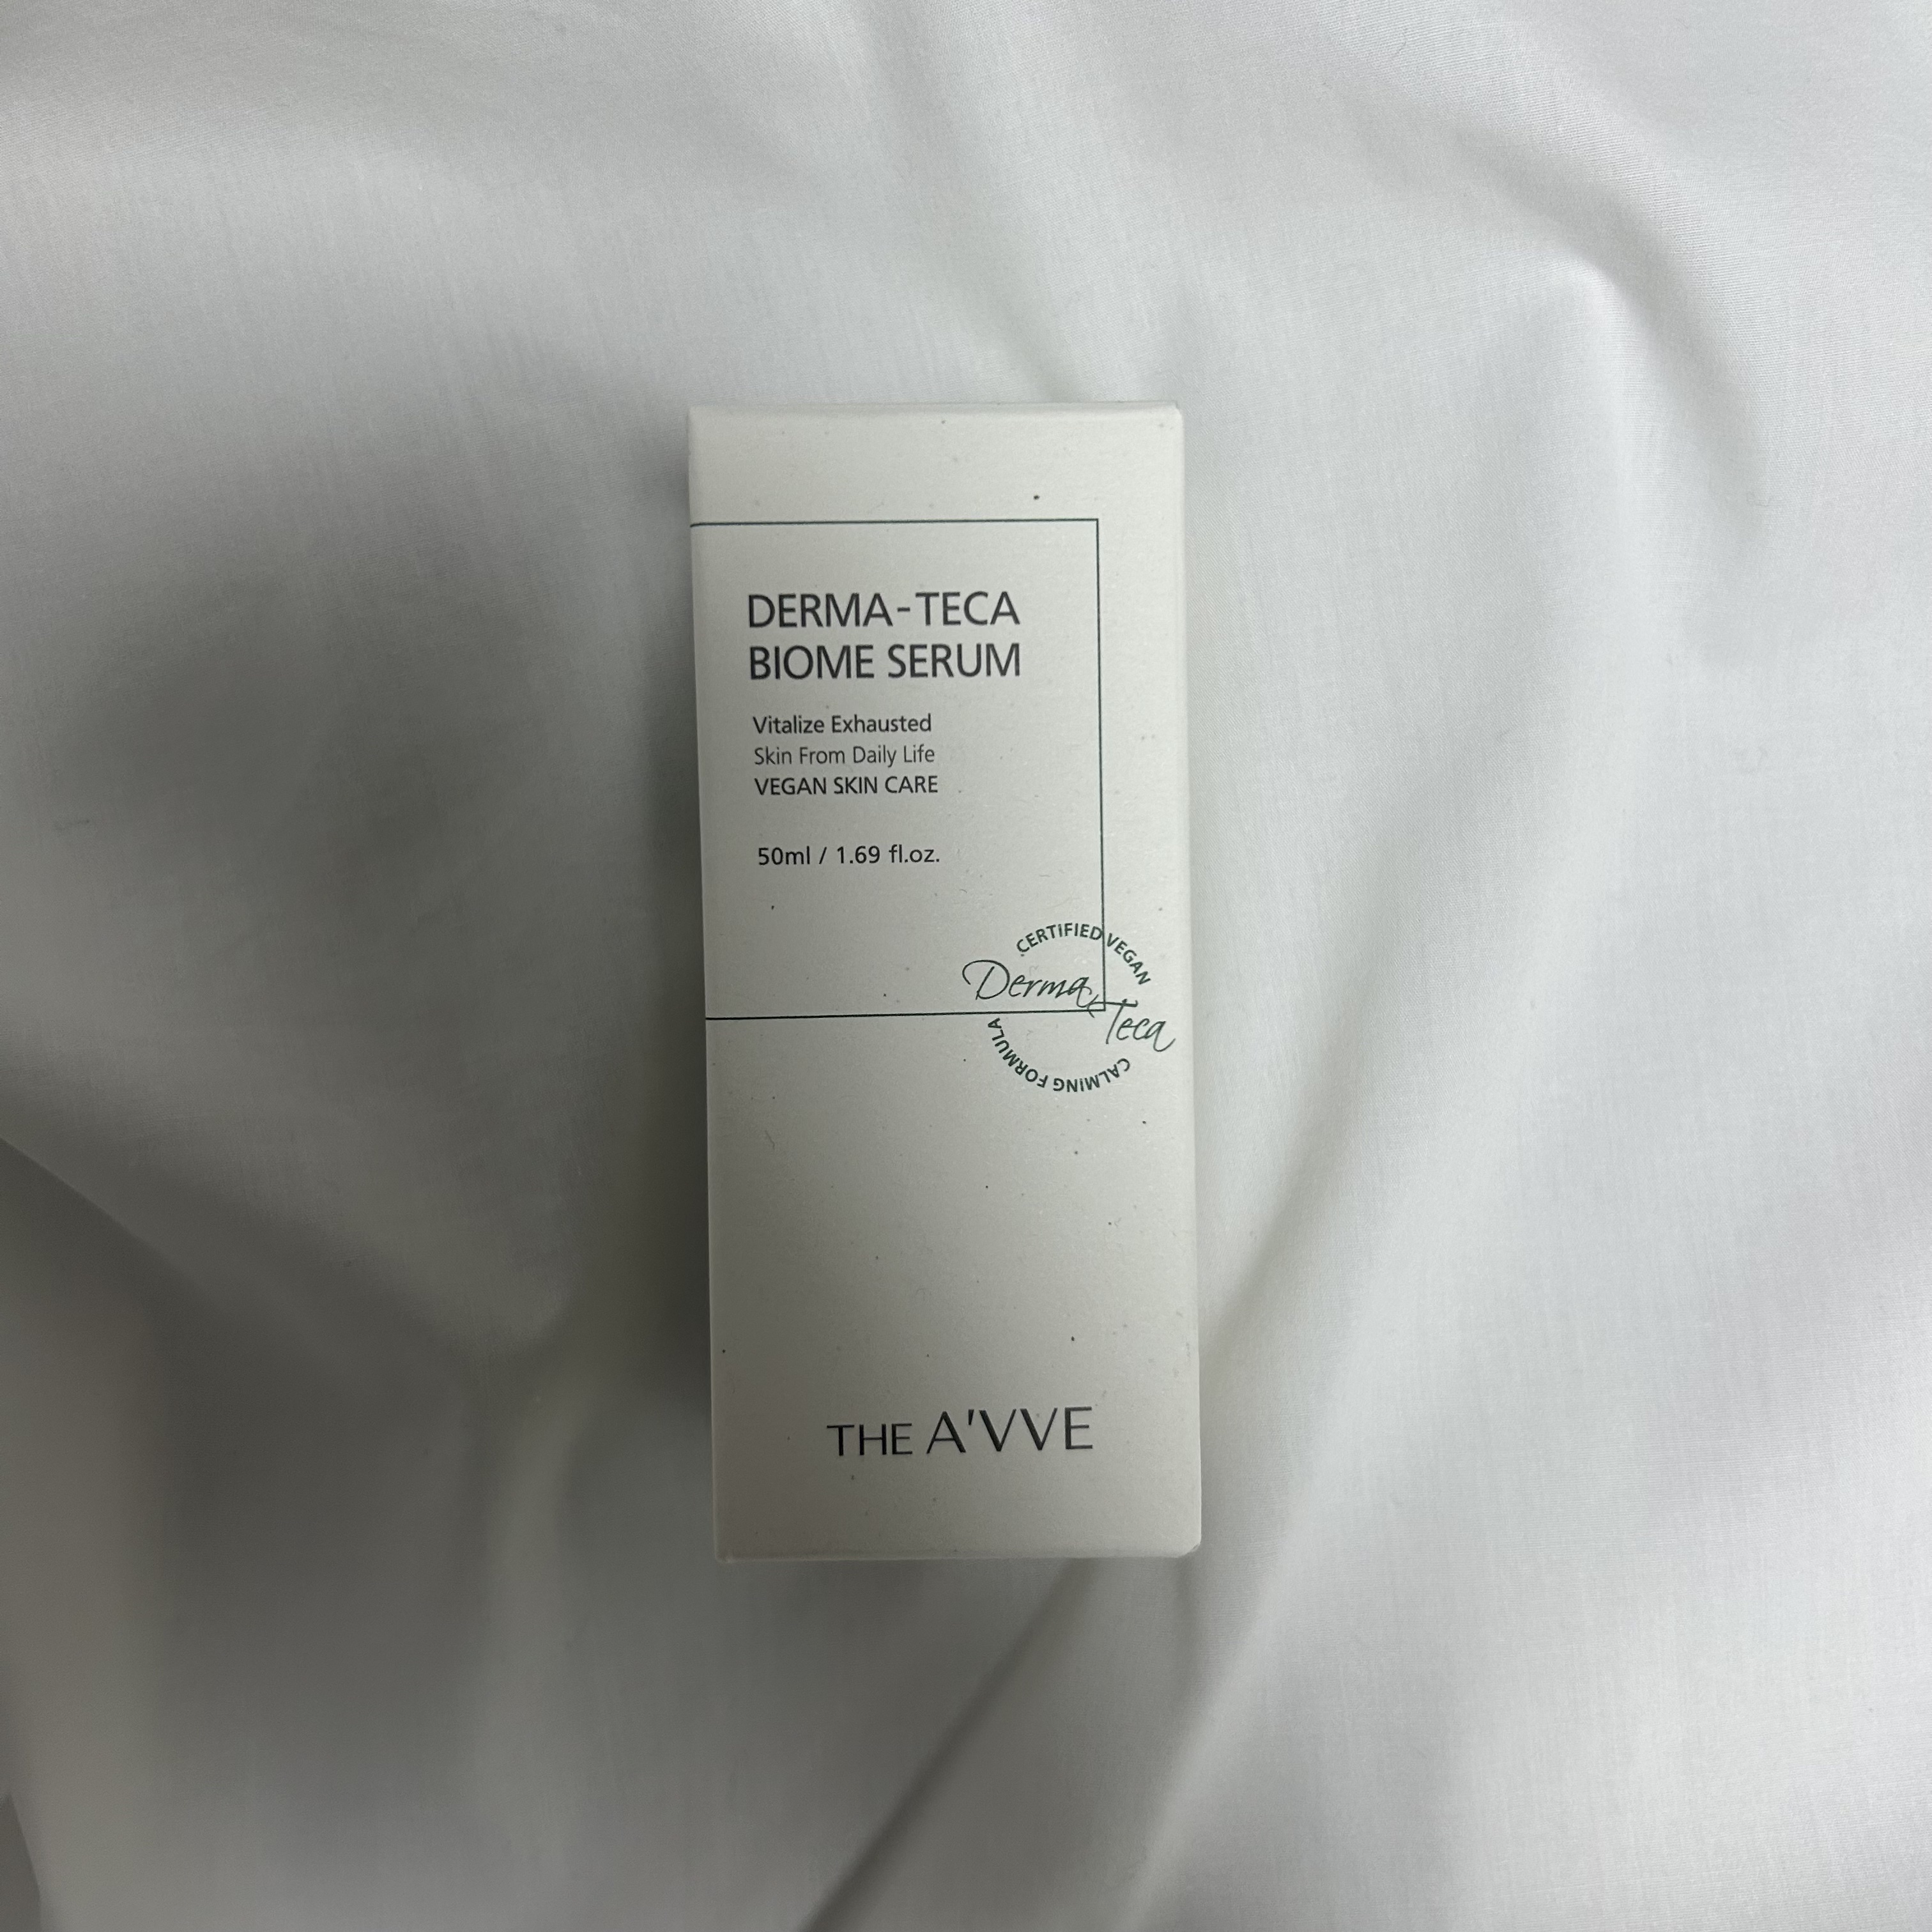 DERMA-TECA
BIOME SERUM
Vitalize Exhausted
Skin From Daily Life
VEGAN SKIN CARE
50ml / 1.69 fl.oz.
CERTIFIED VEGAN
Derma
Teca
CALMING FORMULA
THE A'VVE